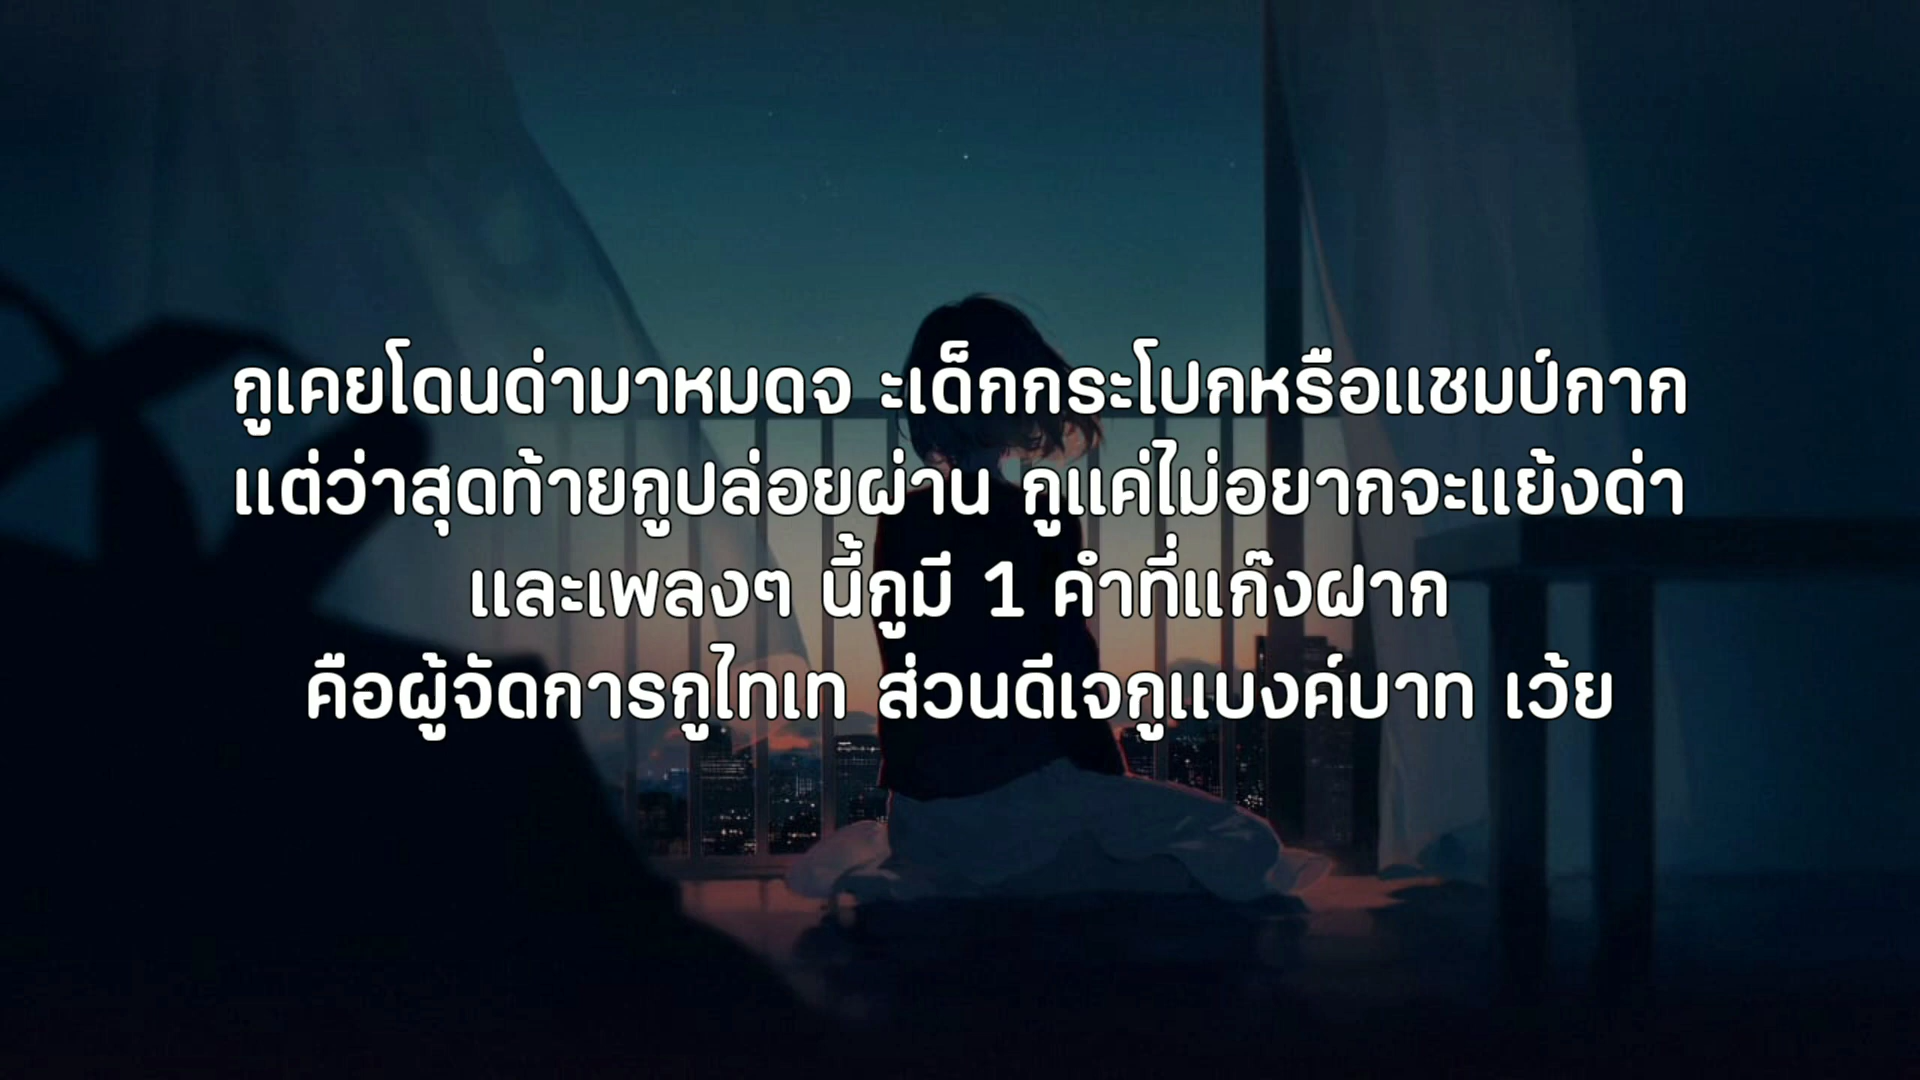 กูเคยโดนด่ามาหมดจ ะเด็กกระโปกหรือแชมป์กาก
แต่ว่าสุดท้ายกูปล่อยผ่าน กูแค่ไม่อยากจะแย้งด่า
และเพลงๆ นี้กูมี 1 คำที่แก๊งฝาก
คือผู้จัดการกูไทเท ส่วนดีเจกูแบงค์บาท เว้ย